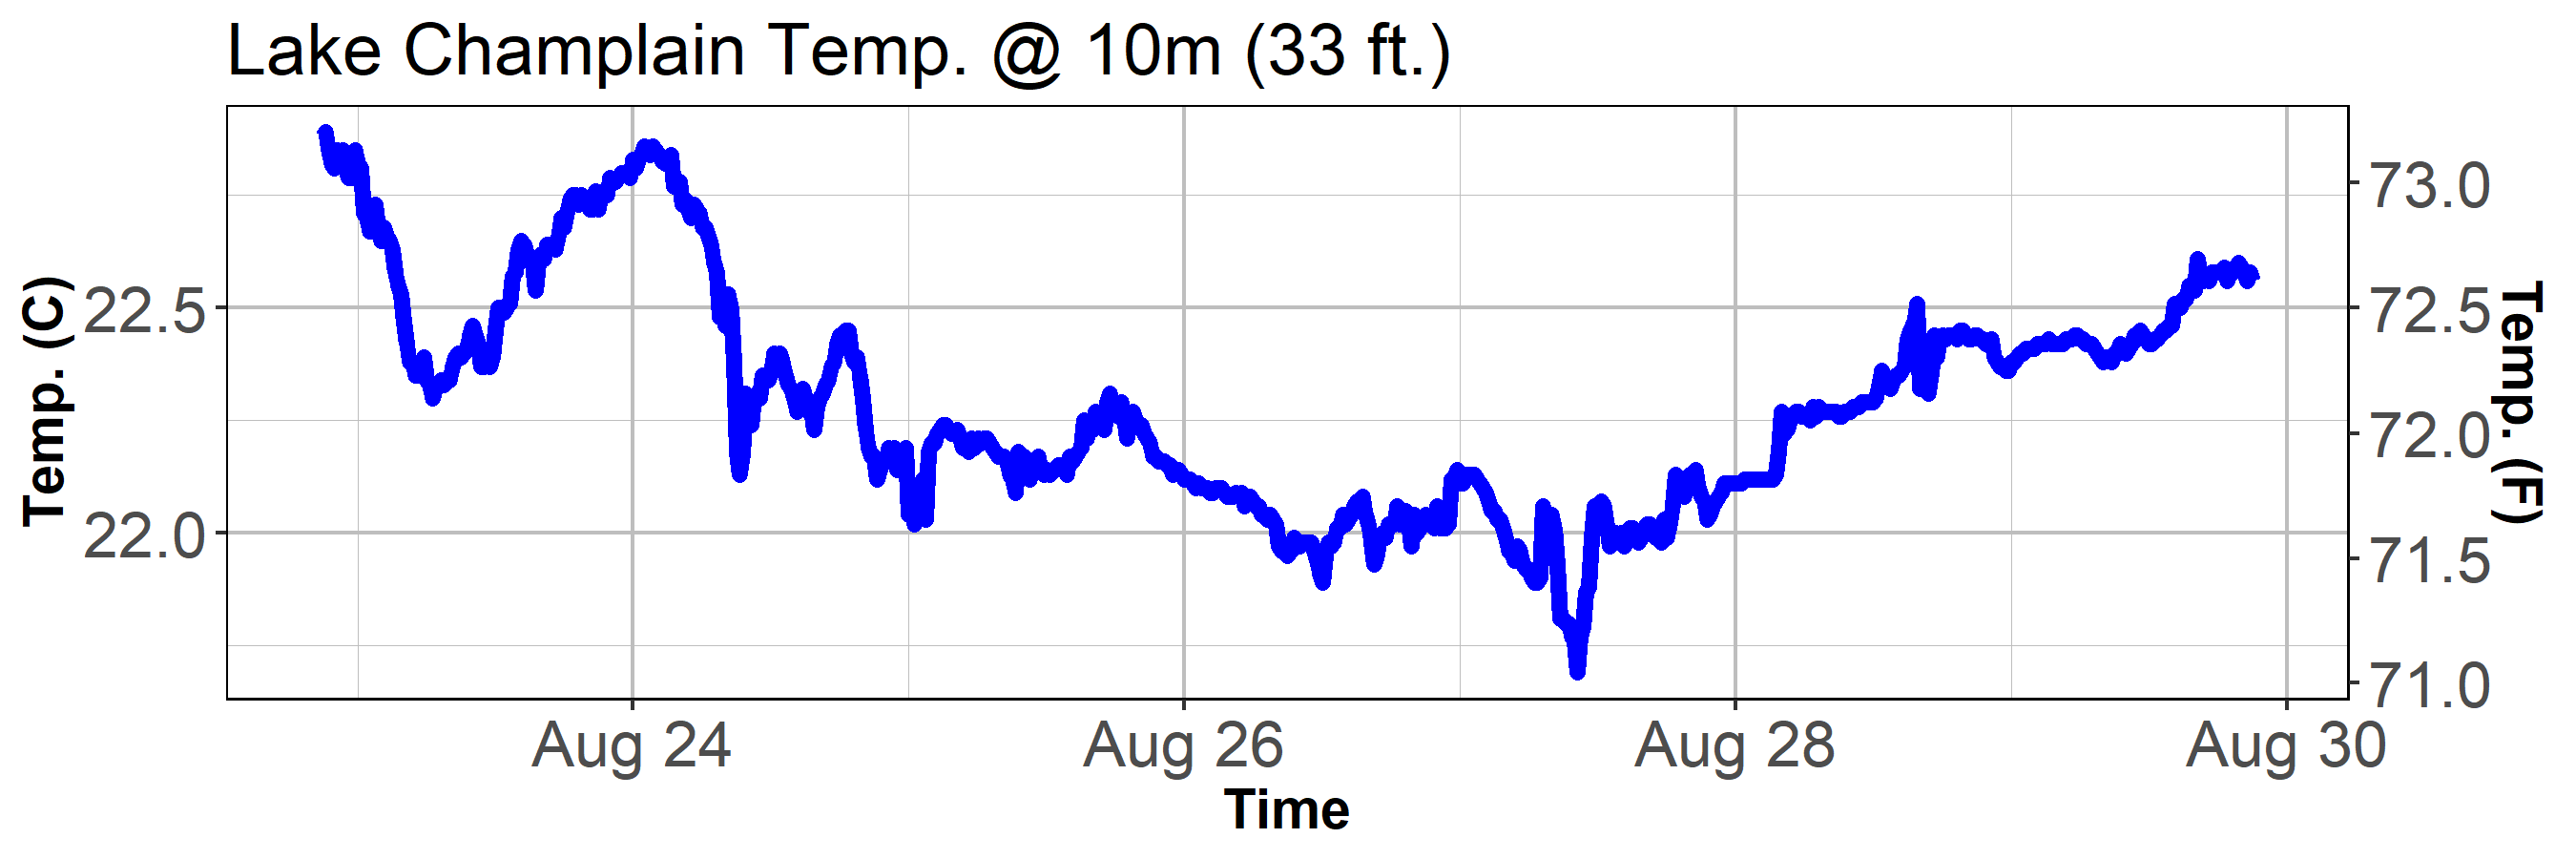 Lake Champlain Temp. @ 10m (33 ft.)
Temp. (C)
22.5
22.0
73.0
72.5
72.0
71.5
71.0
Temp. (F)
Aug 24
Aug 26
Aug 28
Aug 30
Time